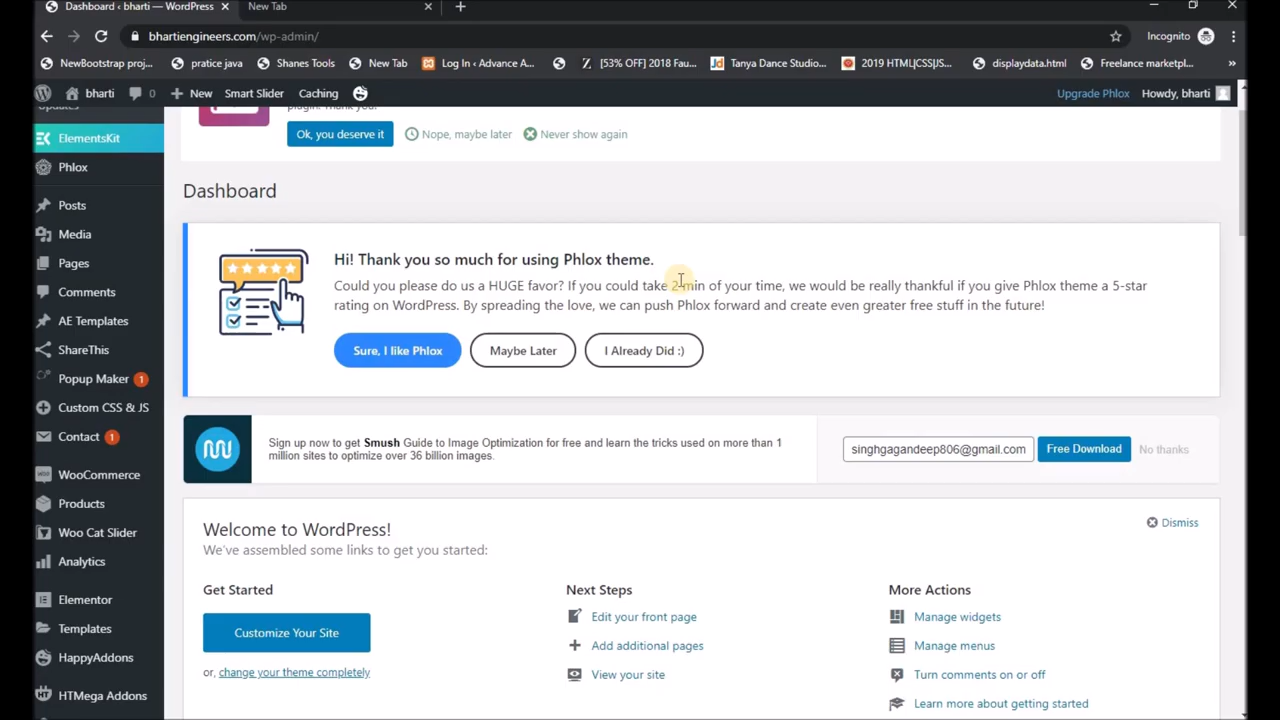 Dashboard ‹ bharti — WordPress
New Tab
bhartiengineers.com/wp-admin/
Incognito
NewBootstrap proj...
pratice java
Shanes Tools
New Tab
Log In ‹ Advance A...
[53% OFF] 2018 Fau...
Tanya Dance Studio...
2019 HTML|CSS|JS...
displaydata.html
Freelance marketpl...
»
bharti
0
New
Smart Slider
Caching
Upgrade Phlox
Howdy, bharti
Updates
ElementsKit
Phlox
Posts
Media
Pages
Comments
AE Templates
ShareThis
Popup Maker 1
Custom CSS & JS
Contact 1
WooCommerce
Products
Woo Cat Slider
Analytics
Elementor
Templates
HappyAddons
HTMega Addons
plugin! Thank you!
Ok, you deserve it
Nope, maybe later
Never show again
Dashboard
Hi! Thank you so much for using Phlox theme.
Could you please do us a HUGE favor? If you could take 2 min of your time, we would be really thankful if you give Phlox theme a 5-star
rating on WordPress. By spreading the love, we can push Phlox forward and create even greater free stuff in the future!
Sure, I like Phlox
Maybe Later
I Already Did :)
Sign up now to get Smush Guide to Image Optimization for free and learn the tricks used on more than 1
million sites to optimize over 36 billion images.
singhgagandeep806@gmail.com
Free Download
No thanks
Welcome to WordPress!
Dismiss
We've assembled some links to get you started:
Get Started
Customize Your Site
or, change your theme completely
Next Steps
Edit your front page
Add additional pages
View your site
More Actions
Manage widgets
Manage menus
Turn comments on or off
Learn more about getting started